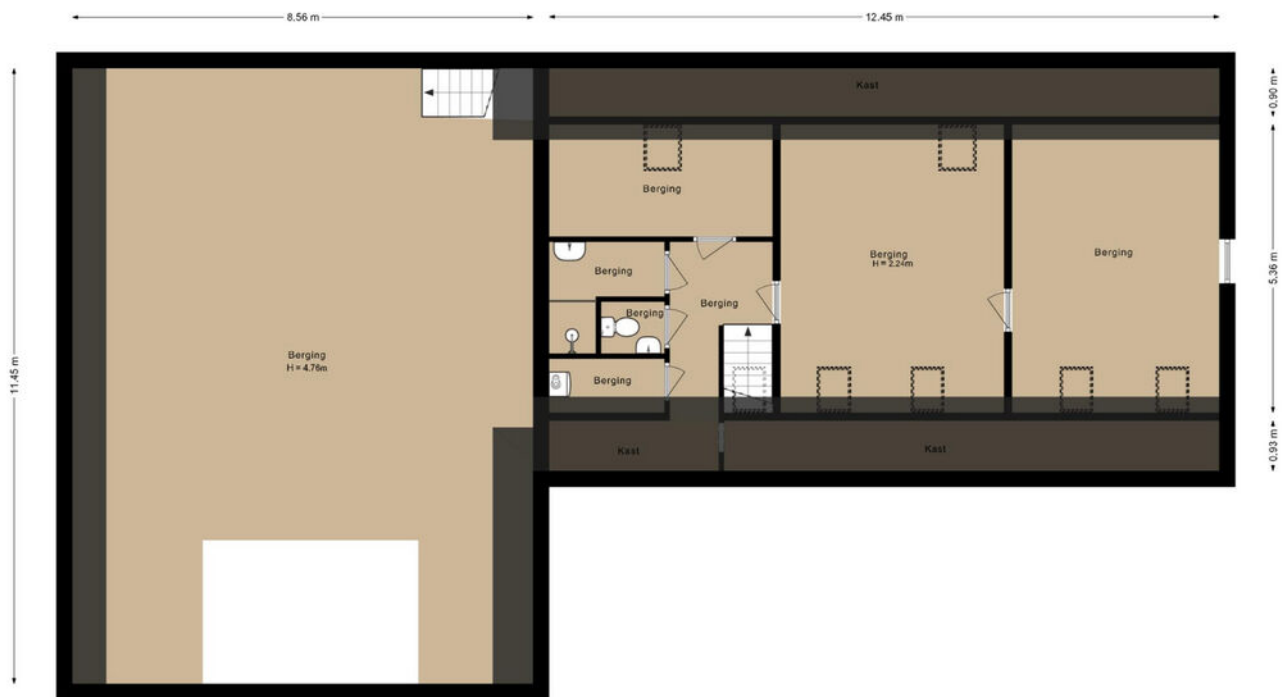 8.56 m
12.45 m
Kast
0.90 m
Berging
Berging
H = 2.24m
Berging
5.36 m
Berging
Berging
Berging
Berging
H = 4.76m
11.45 m
Berging
Kast
Kast
0.93 m